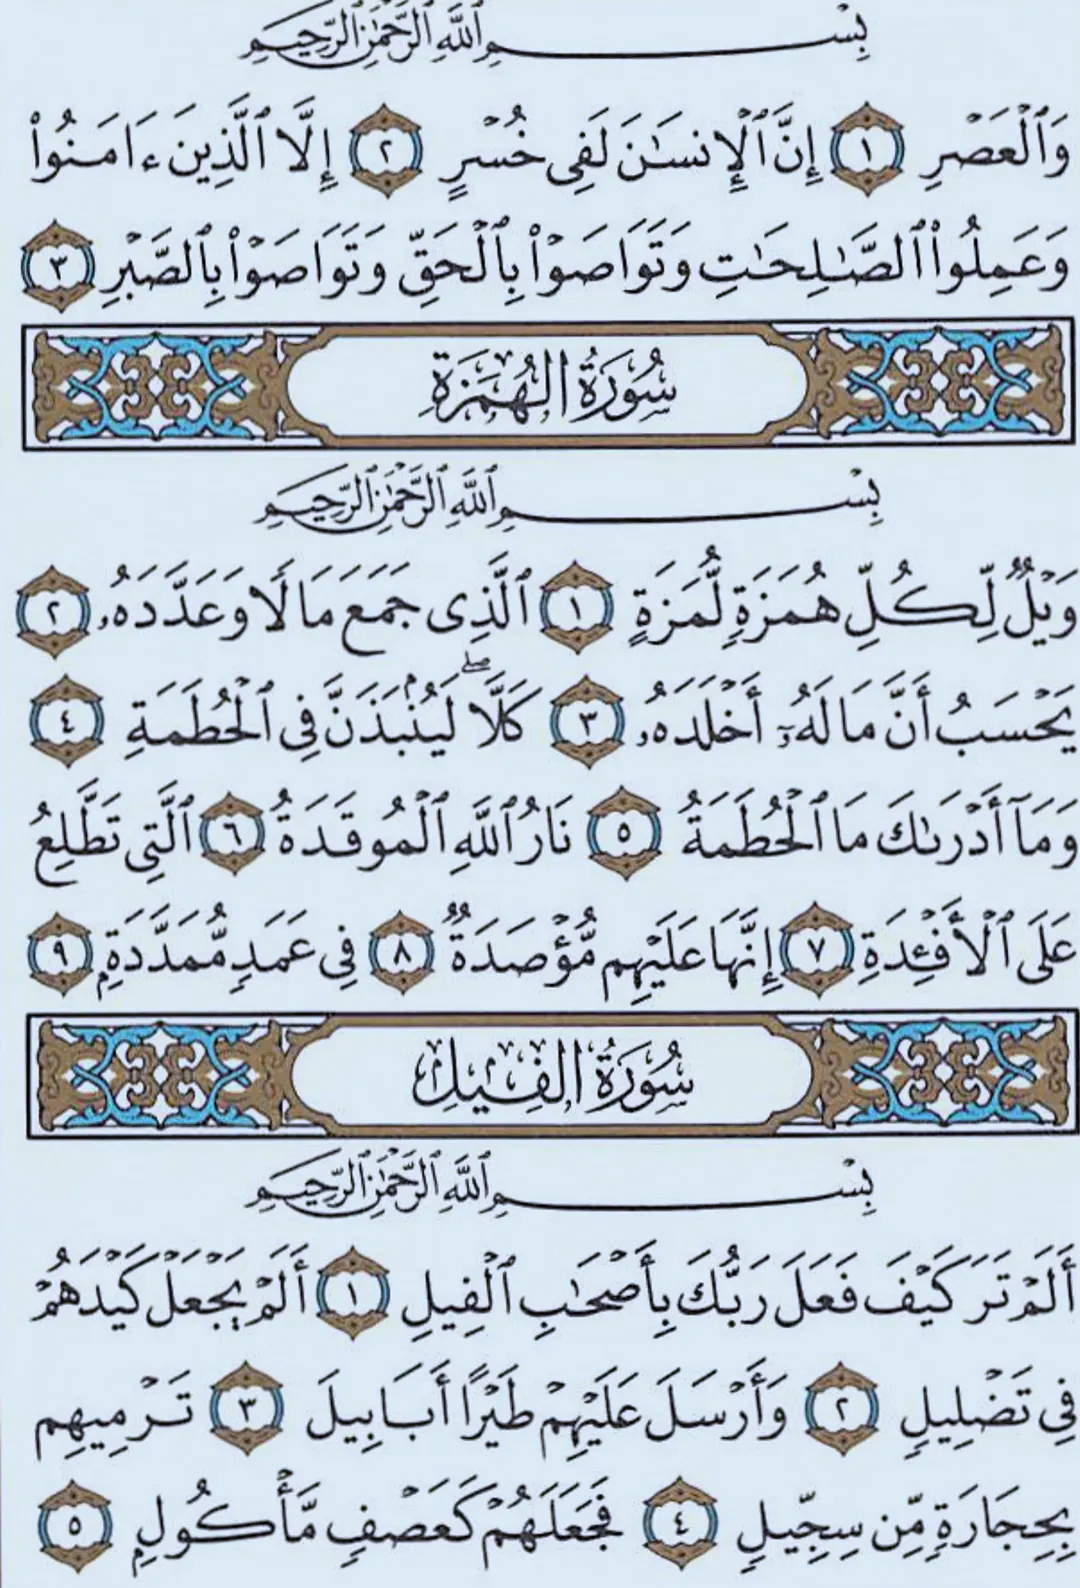 بِسْمِ ٱللَّهِ ٱلرَّحْمَٰنِ ٱلرَّحِيمِ
وَٱلْعَصْرِ ١ إِنَّ ٱلْإِنسَٰنَ لَفِى خُسْرٍ ٢ إِلَّا ٱلَّذِينَ ءَامَنُوا۟
وَعَمِلُوا۟ ٱلصَّٰلِحَٰتِ وَتَوَاصَوْا۟ بِٱلْحَقِّ وَتَوَاصَوْا۟ بِٱلصَّبْرِ ٣
سُورَةُ الهُمَزَةِ
بِسْمِ ٱللَّهِ ٱلرَّحْمَٰنِ ٱلرَّحِيمِ
وَيْلٌ لِّكُلِّ هُمَزَةٍ لُّمَزَةٍ ١ ٱلَّذِى جَمَعَ مَالًا وَعَدَّدَهُۥ ٢
يَحْسَبُ أَنَّ مَالَهُۥٓ أَخْلَدَهُۥ ٣ كَلَّا ۖ لَيُنۢبَذَنَّ فِى ٱلْحُطَمَةِ ٤
وَمَآ أَدْرَىٰكَ مَا ٱلْحُطَمَةُ ٥ نَارُ ٱللَّهِ ٱلْمُوقَدَةُ ٦ ٱلَّتِى تَطَّلِعُ
عَلَى ٱلْأَفْـِٔدَةِ ٧ إِنَّهَا عَلَيْهِم مُّؤْصَدَةٌ ٨ فِى عَمَدٍ مُّمَدَّدَةٍۭ ٩
سُورَةُ الفِيلِ
بِسْمِ ٱللَّهِ ٱلرَّحْمَٰنِ ٱلرَّحِيمِ
أَلَمْ تَرَ كَيْفَ فَعَلَ رَبُّكَ بِأَصْحَٰبِ ٱلْفِيلِ ١ أَلَمْ يَجْعَلْ كَيْدَهُمْ
فِى تَضْلِيلٍ ٢ وَأَرْسَلَ عَلَيْهِمْ طَيْرًا أَبَابِيلَ ٣ تَرْمِيهِم
بِحِجَارَةٍ مِّن سِجِّيلٍ ٤ فَجَعَلَهُمْ كَعَصْفٍ مَّأْكُولٍۭ ٥